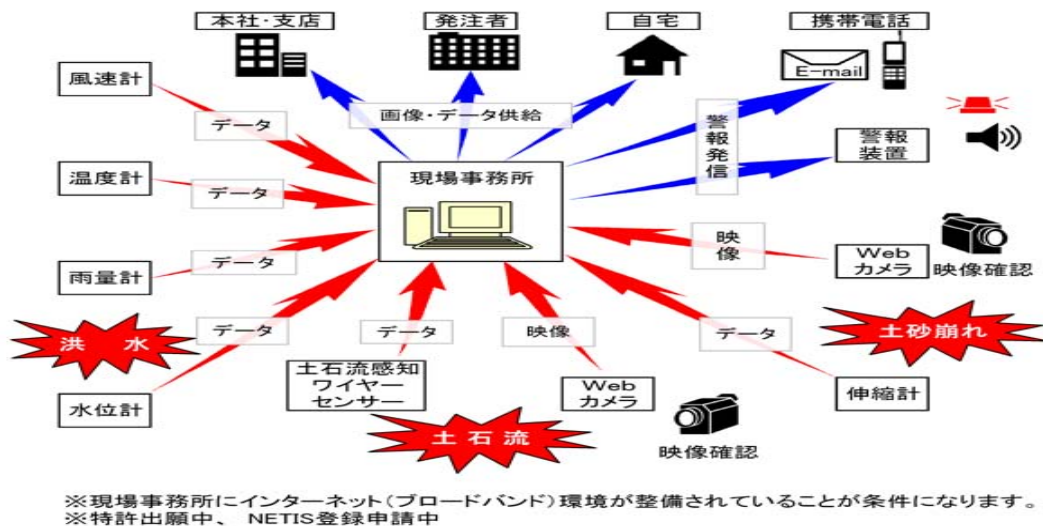 本社・支店
発注者
自宅
携帯電話
E-mail
風速計
データ
画像・データ供給
警報発信
警報
装置
温度計
データ
現場事務所
雨量計
データ
映像
Web
カメラ
映像確認
洪 水
データ
データ
映像
データ
土砂崩れ
水位計
土石流感知
ワイヤー
センサー
Web
カメラ
伸縮計
土 石 流
映像確認
※現場事務所にインターネット(ブロードバンド)環境が整備されていることが条件になります。
※特許出願中、 NETIS登録申請中